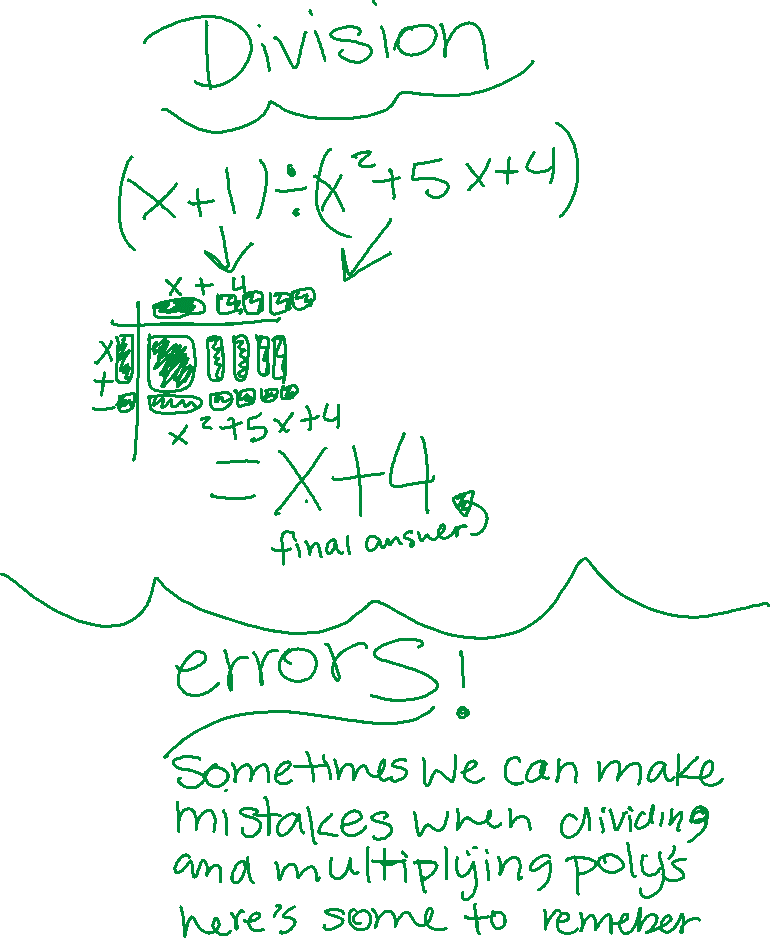 Division
(x+1)÷(x²+5x+4)
x + 4
x
+
x²+5x+4
=x+4
final answer
errors!
Sometimes we can make
mistakes when dividing
and multiplying poly's
here's some to remeber